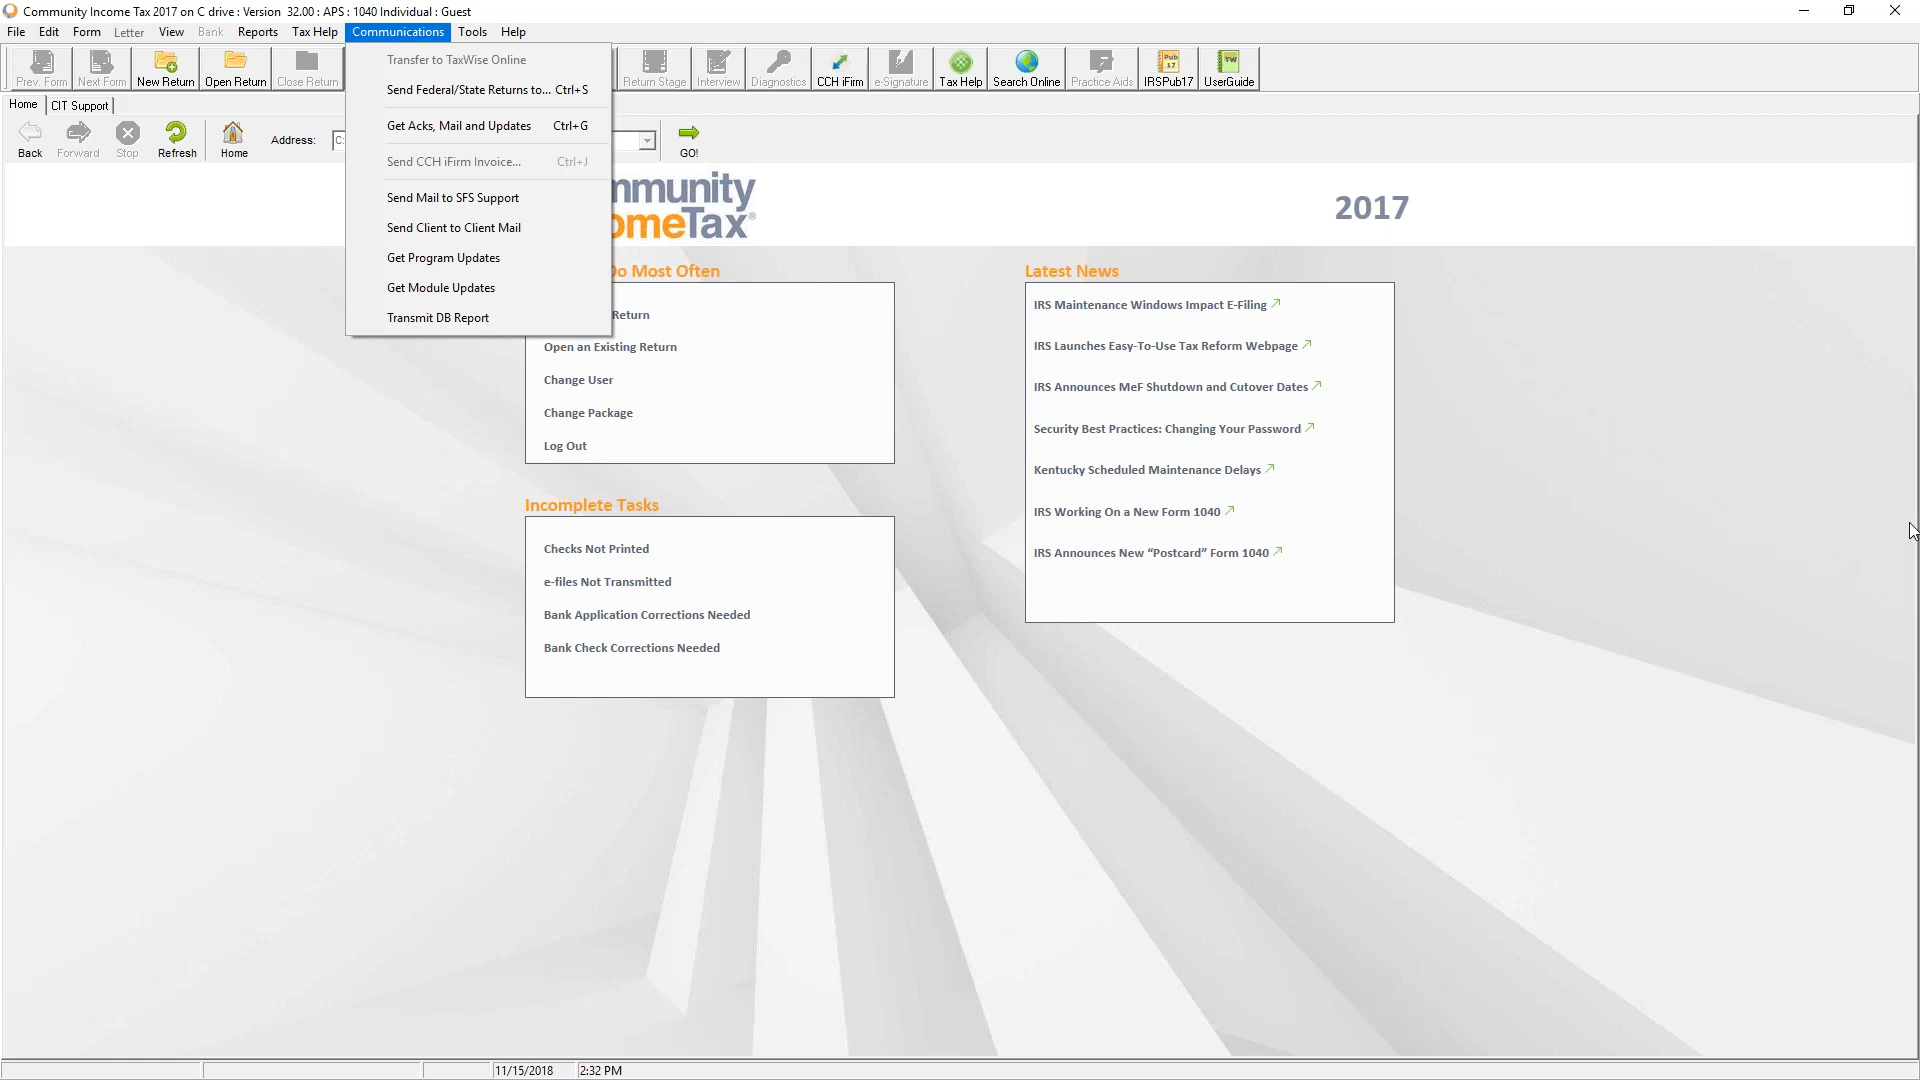 Community Income Tax 2017 on C drive : Version 32.00 : APS : 1040 Individual : Guest
File Edit Form Letter View Bank Reports Tax Help Communications Tools Help
Prev. Form Next Form New Return Open Return Close Return Return Stage Interview Diagnostics CCH iFirm e-Signature Tax Help Search Online Practice Aids IRSPub17 UserGuide
Home CIT Support
Back Forward Stop Refresh Home Address: C: GO!
Transfer to TaxWise Online
Send Federal/State Returns to... Ctrl+S
Get Acks, Mail and Updates Ctrl+G
Send CCH iFirm Invoice... Ctrl+J
Send Mail to SFS Support
Send Client to Client Mail
Get Program Updates
Get Module Updates
Transmit DB Report
mmunity
omeTax®
2017
Do Most Often
Return
Open an Existing Return
Change User
Change Package
Log Out
Incomplete Tasks
Checks Not Printed
e-files Not Transmitted
Bank Application Corrections Needed
Bank Check Corrections Needed
Latest News
IRS Maintenance Windows Impact E-Filing
IRS Launches Easy-To-Use Tax Reform Webpage
IRS Announces MeF Shutdown and Cutover Dates
Security Best Practices: Changing Your Password
Kentucky Scheduled Maintenance Delays
IRS Working On a New Form 1040
IRS Announces New “Postcard” Form 1040
11/15/2018 2:32 PM